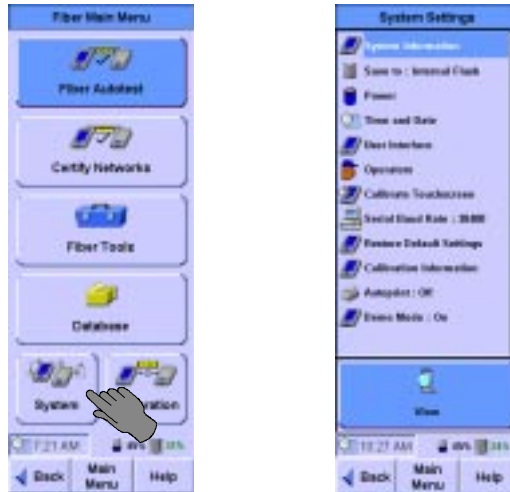 Fiber Main Menu
Fiber Autotest
Certify Networks
Fiber Tools
Database
System
7:21 AM
Back
Main Menu
Help
System Settings
System Information
Save to : Internal Flash
Power
Time and Date
User Interface
Operators
Calibrate Touchscreen
Serial Baud Rate :
Restore Default Settings
Calibration Information
Autopilot : Off
Demo Mode : On
View
10:27 AM
Back
Main Menu
Help